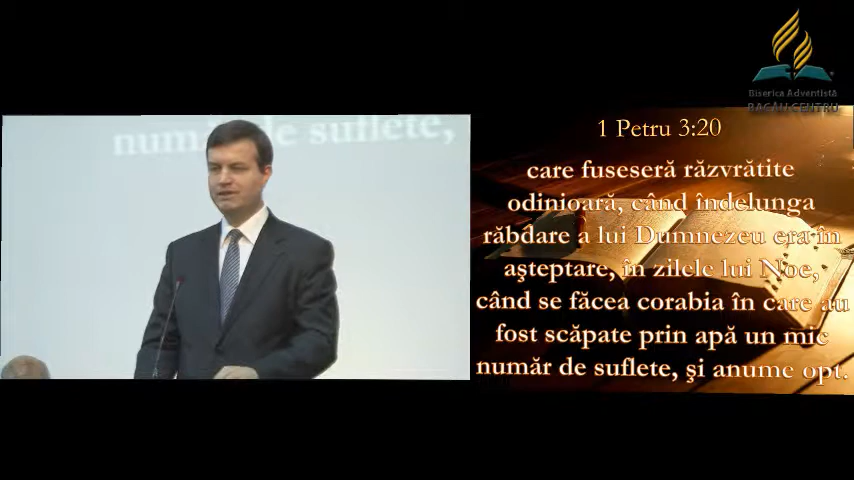 Biserica Adventistă
BACĂU CENTRU
număr de suflete,
1 Petru 3:20
care fuseseră răzvrătite
odinioară, când îndelunga
răbdare a lui Dumnezeu era în
aşteptare, în zilele lui Noe,
când se făcea corabia în care au
fost scăpate prin apă un mic
număr de suflete, şi anume opt.